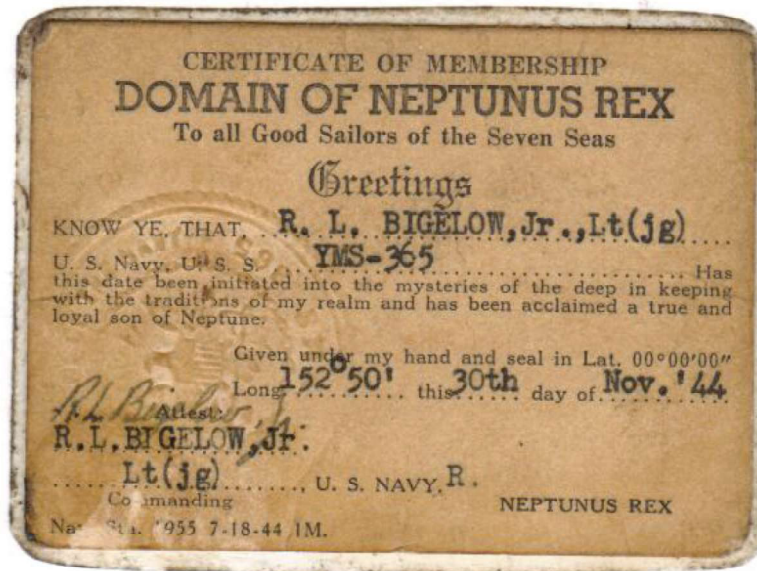 CERTIFICATE OF MEMBERSHIP
DOMAIN OF NEPTUNUS REX
To all Good Sailors of the Seven Seas
Greetings
KNOW YE, THAT, R. L. BIGELOW, Jr., Lt(jg)
U. S. Navy, U. S. S. YMS-365 Has
this date been initiated into the mysteries of the deep in keeping
with the traditions of my realm and has been acclaimed a true and
loyal son of Neptune.
Given under my hand and seal in Lat. 00°00'00"
Long 152°50' this 30th day of Nov. '44
R L Bigelow, Jr.
Attest:
R.L.BIGELOW, Jr.
Lt(jg), U. S. NAVY, R.
Commanding NEPTUNUS REX
1955 7-18-44 1M.